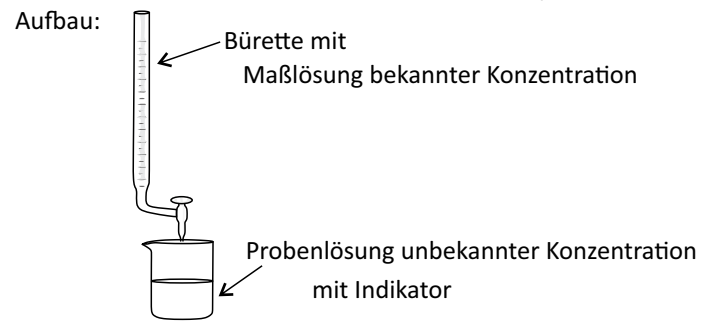 Aufbau:
Bürette mit
Maßlösung bekannter Konzentration
Probenlösung unbekannter Konzentration
mit Indikator